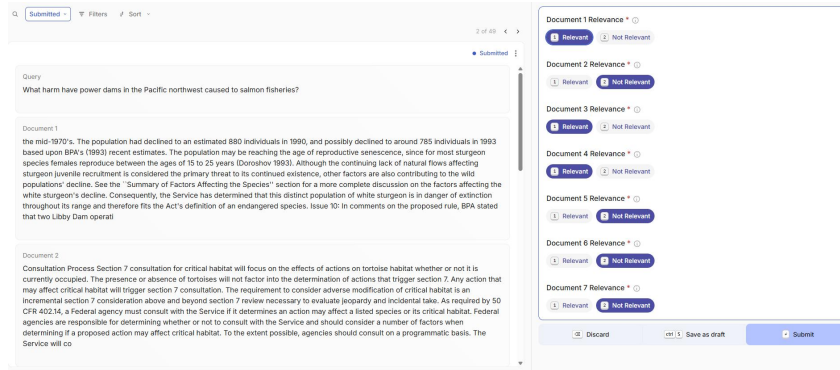 Submitted
Filters
Sort
2 of 49 < >
Submitted
Query
What harm have power dams in the Pacific northwest caused to salmon fisheries?
Document 1
the mid-1970's. The population had declined to an estimated 880 individuals in 1990, and possibly declined to around 785 individuals in 1993
based upon BPA's (1993) recent estimates. The population may be reaching the age of reproductive senescence, since for most sturgeon
species females reproduce between the ages of 15 to 25 years (Doroshov 1993). Although the continuing lack of natural flows affecting
sturgeon juvenile recruitment is considered the primary threat to its continued existence, other factors are also contributing to the wild
populations' decline. See the ``Summary of Factors Affecting the Species'' section for a more complete discussion on the factors affecting the
white sturgeon's decline. Consequently, the Service has determined that this distinct population of white sturgeon is in danger of extinction
throughout its range and therefore fits the Act's definition of an endangered species. Issue 10: In comments on the proposed rule, BPA stated
that two Libby Dam operati
Document 2
Consultation Process Section 7 consultation for critical habitat will focus on the effects of actions on tortoise habitat whether or not it is
currently occupied. The presence or absence of tortoises will not factor into the determination of actions that trigger section 7. Any action that
may affect critical habitat will trigger section 7 consultation. The requirement to consider adverse modification of critical habitat is an
incremental section 7 consideration above and beyond section 7 review necessary to evaluate jeopardy and incidental take. As required by 50
CFR 402.14, a Federal agency must consult with the Service if it determines an action may affect a listed species or its critical habitat. Federal
agencies are responsible for determining whether or not to consult with the Service and should consider a number of factors when
determining if a proposed action may affect critical habitat. To the extent possible, agencies should consult on a programmatic basis. The
Service will co
Document 1 Relevance *
1 Relevant 2 Not Relevant
Document 2 Relevance *
1 Relevant 2 Not Relevant
Document 3 Relevance *
1 Relevant 2 Not Relevant
Document 4 Relevance *
1 Relevant 2 Not Relevant
Document 5 Relevance *
1 Relevant 2 Not Relevant
Document 6 Relevance *
1 Relevant 2 Not Relevant
Document 7 Relevance *
1 Relevant 2 Not Relevant
Discard
ctrl S Save as draft
Submit